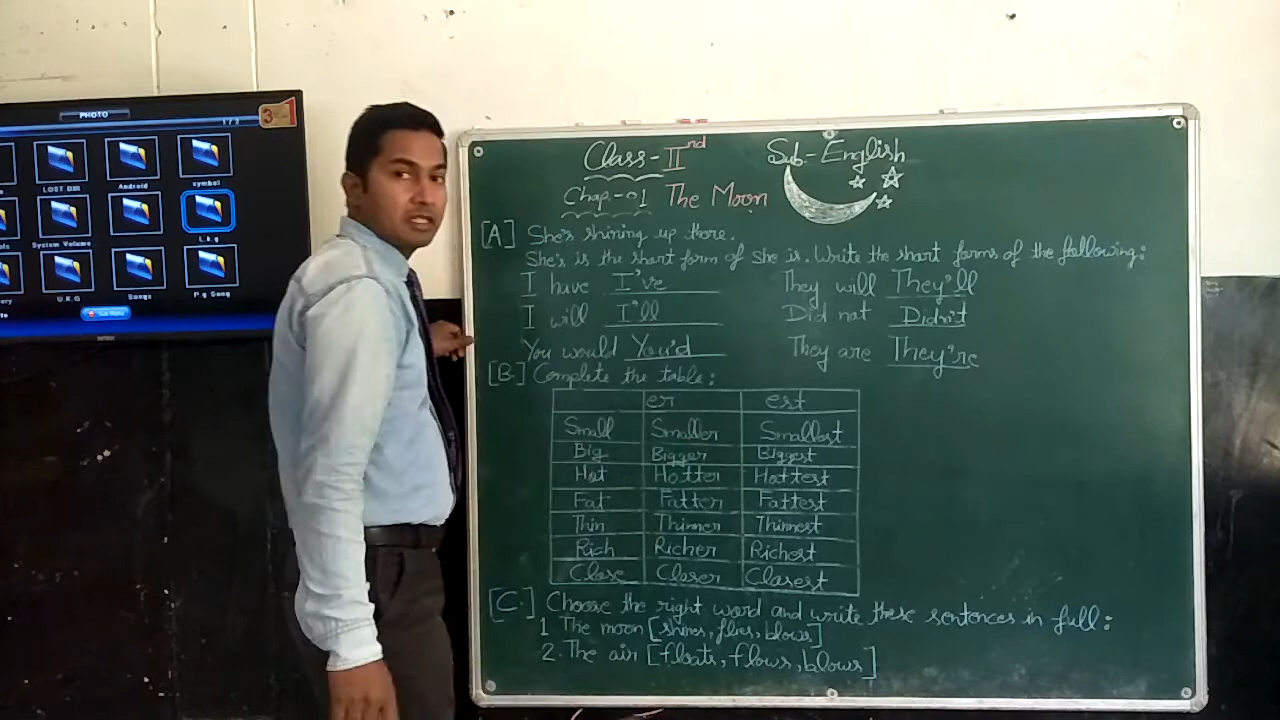 PHOTO
1 / 2
LOST.DIR
Android
symbol
System Volume
L.k.g
U.K.G
Songs
P g Song
Sub Menu
Class-IInd
Sub-English
Chap-01 The Moon
[A] She's shining up there.
She's is the short form of she is. Write the short forms of the following:
I have I've They will They'll
I will I'll Did not Didn't
You would You'd They are They're
[B.] Complete the table:
er est
Small Smaller Smallest
Big Bigger Biggest
Hot Hotter Hottest
Fat Fatter Fattest
Thin Thinner Thinnest
Rich Richer Richest
Close Closer Closest
[C.] Choose the right word and write these sentences in full:
1 The moon [shines, flies, blows]
2. The air [floats, flows, blows]